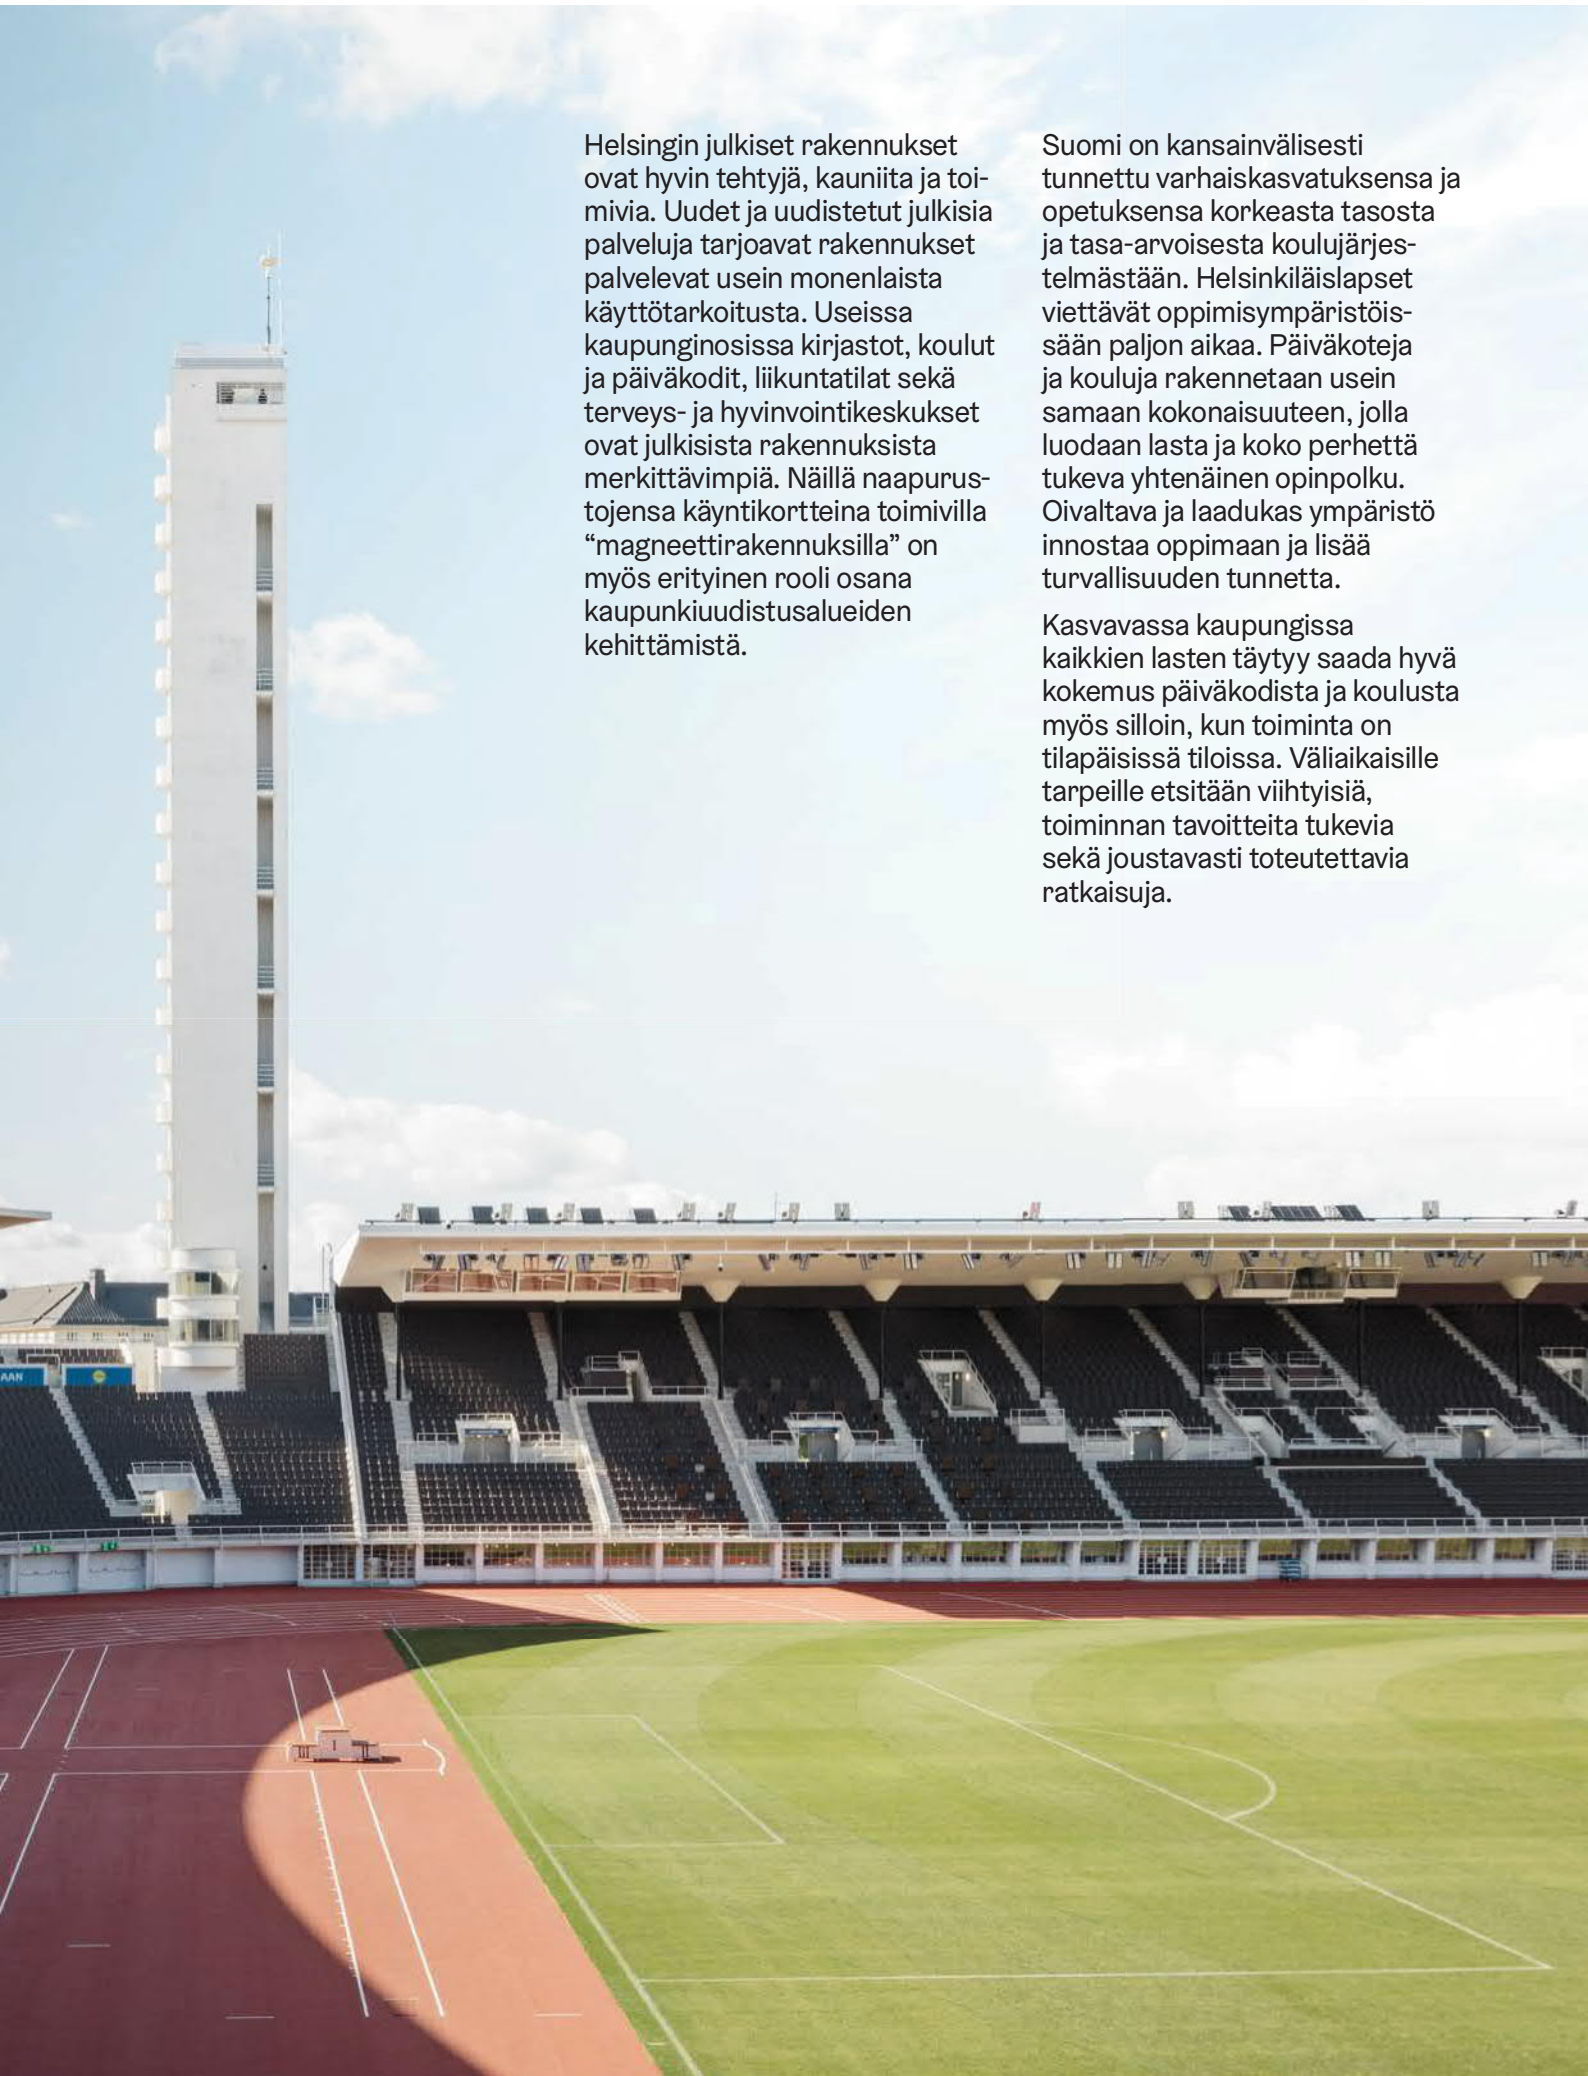 Helsingin julkiset rakennukset
ovat hyvin tehtyjä, kauniita ja toi-
mivia. Uudet ja uudistetut julkisia
palveluja tarjoavat rakennukset
palvelevat usein monenlaista
käyttötarkoitusta. Useissa
kaupunginosissa kirjastot, koulut
ja päiväkodit, liikuntatilat sekä
terveys- ja hyvinvointikeskukset
ovat julkisista rakennuksista
merkittävimpiä. Näillä naapurus-
tojensa käyntikortteina toimivilla
“magneettirakennuksilla” on
myös erityinen rooli osana
kaupunkiuudistusalueiden
kehittämistä.
Suomi on kansainvälisesti
tunnettu varhaiskasvatuksensa ja
opetuksensa korkeasta tasosta
ja tasa-arvoisesta koulujärjes-
telmästään. Helsinkiläislapset
viettävät oppimisympäristöis-
sään paljon aikaa. Päiväkoteja
ja kouluja rakennetaan usein
samaan kokonaisuuteen, jolla
luodaan lasta ja koko perhettä
tukeva yhtenäinen opinpolku.
Oivaltava ja laadukas ympäristö
innostaa oppimaan ja lisää
turvallisuuden tunnetta.
Kasvavassa kaupungissa
kaikkien lasten täytyy saada hyvä
kokemus päiväkodista ja koulusta
myös silloin, kun toiminta on
tilapäisissä tiloissa. Väliaikaisille
tarpeille etsitään viihtyisiä,
toiminnan tavoitteita tukevia
sekä joustavasti toteutettavia
ratkaisuja.
AAN